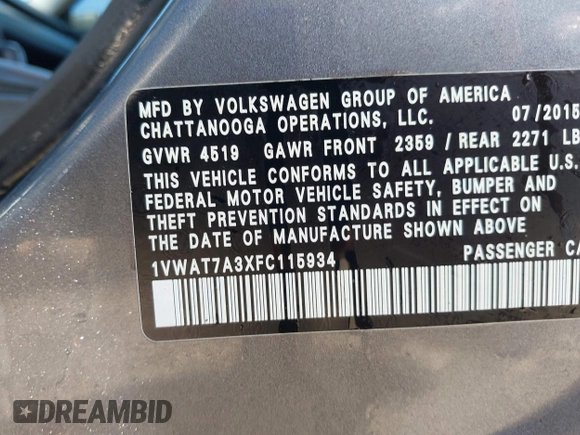 MFD BY VOLKSWAGEN GROUP OF AMERICA
CHATTANOOGA OPERATIONS, LLC. 07/2015
GVWR 4519 GAWR FRONT 2359 / REAR 2271 LB
THIS VEHICLE CONFORMS TO ALL APPLICABLE U.S.
FEDERAL MOTOR VEHICLE SAFETY, BUMPER AND
THEFT PREVENTION STANDARDS IN EFFECT ON
THE DATE OF MANUFACTURE SHOWN ABOVE
1VWAT7A3XFC115934 PASSENGER CA
DREAMBID